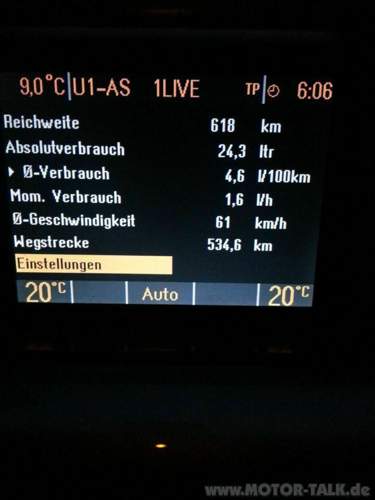 9,0°C U1-AS 1LIVE TP 6:06
Reichweite 618 km
Absolutverbrauch 24,3 ltr
Ø-Verbrauch 4,6 l/100km
Mom. Verbrauch 1,6 l/h
Ø-Geschwindigkeit 61 km/h
Wegstrecke 534,6 km
Einstellungen
20°C Auto 20°C
www.MOTOR-TALK.de